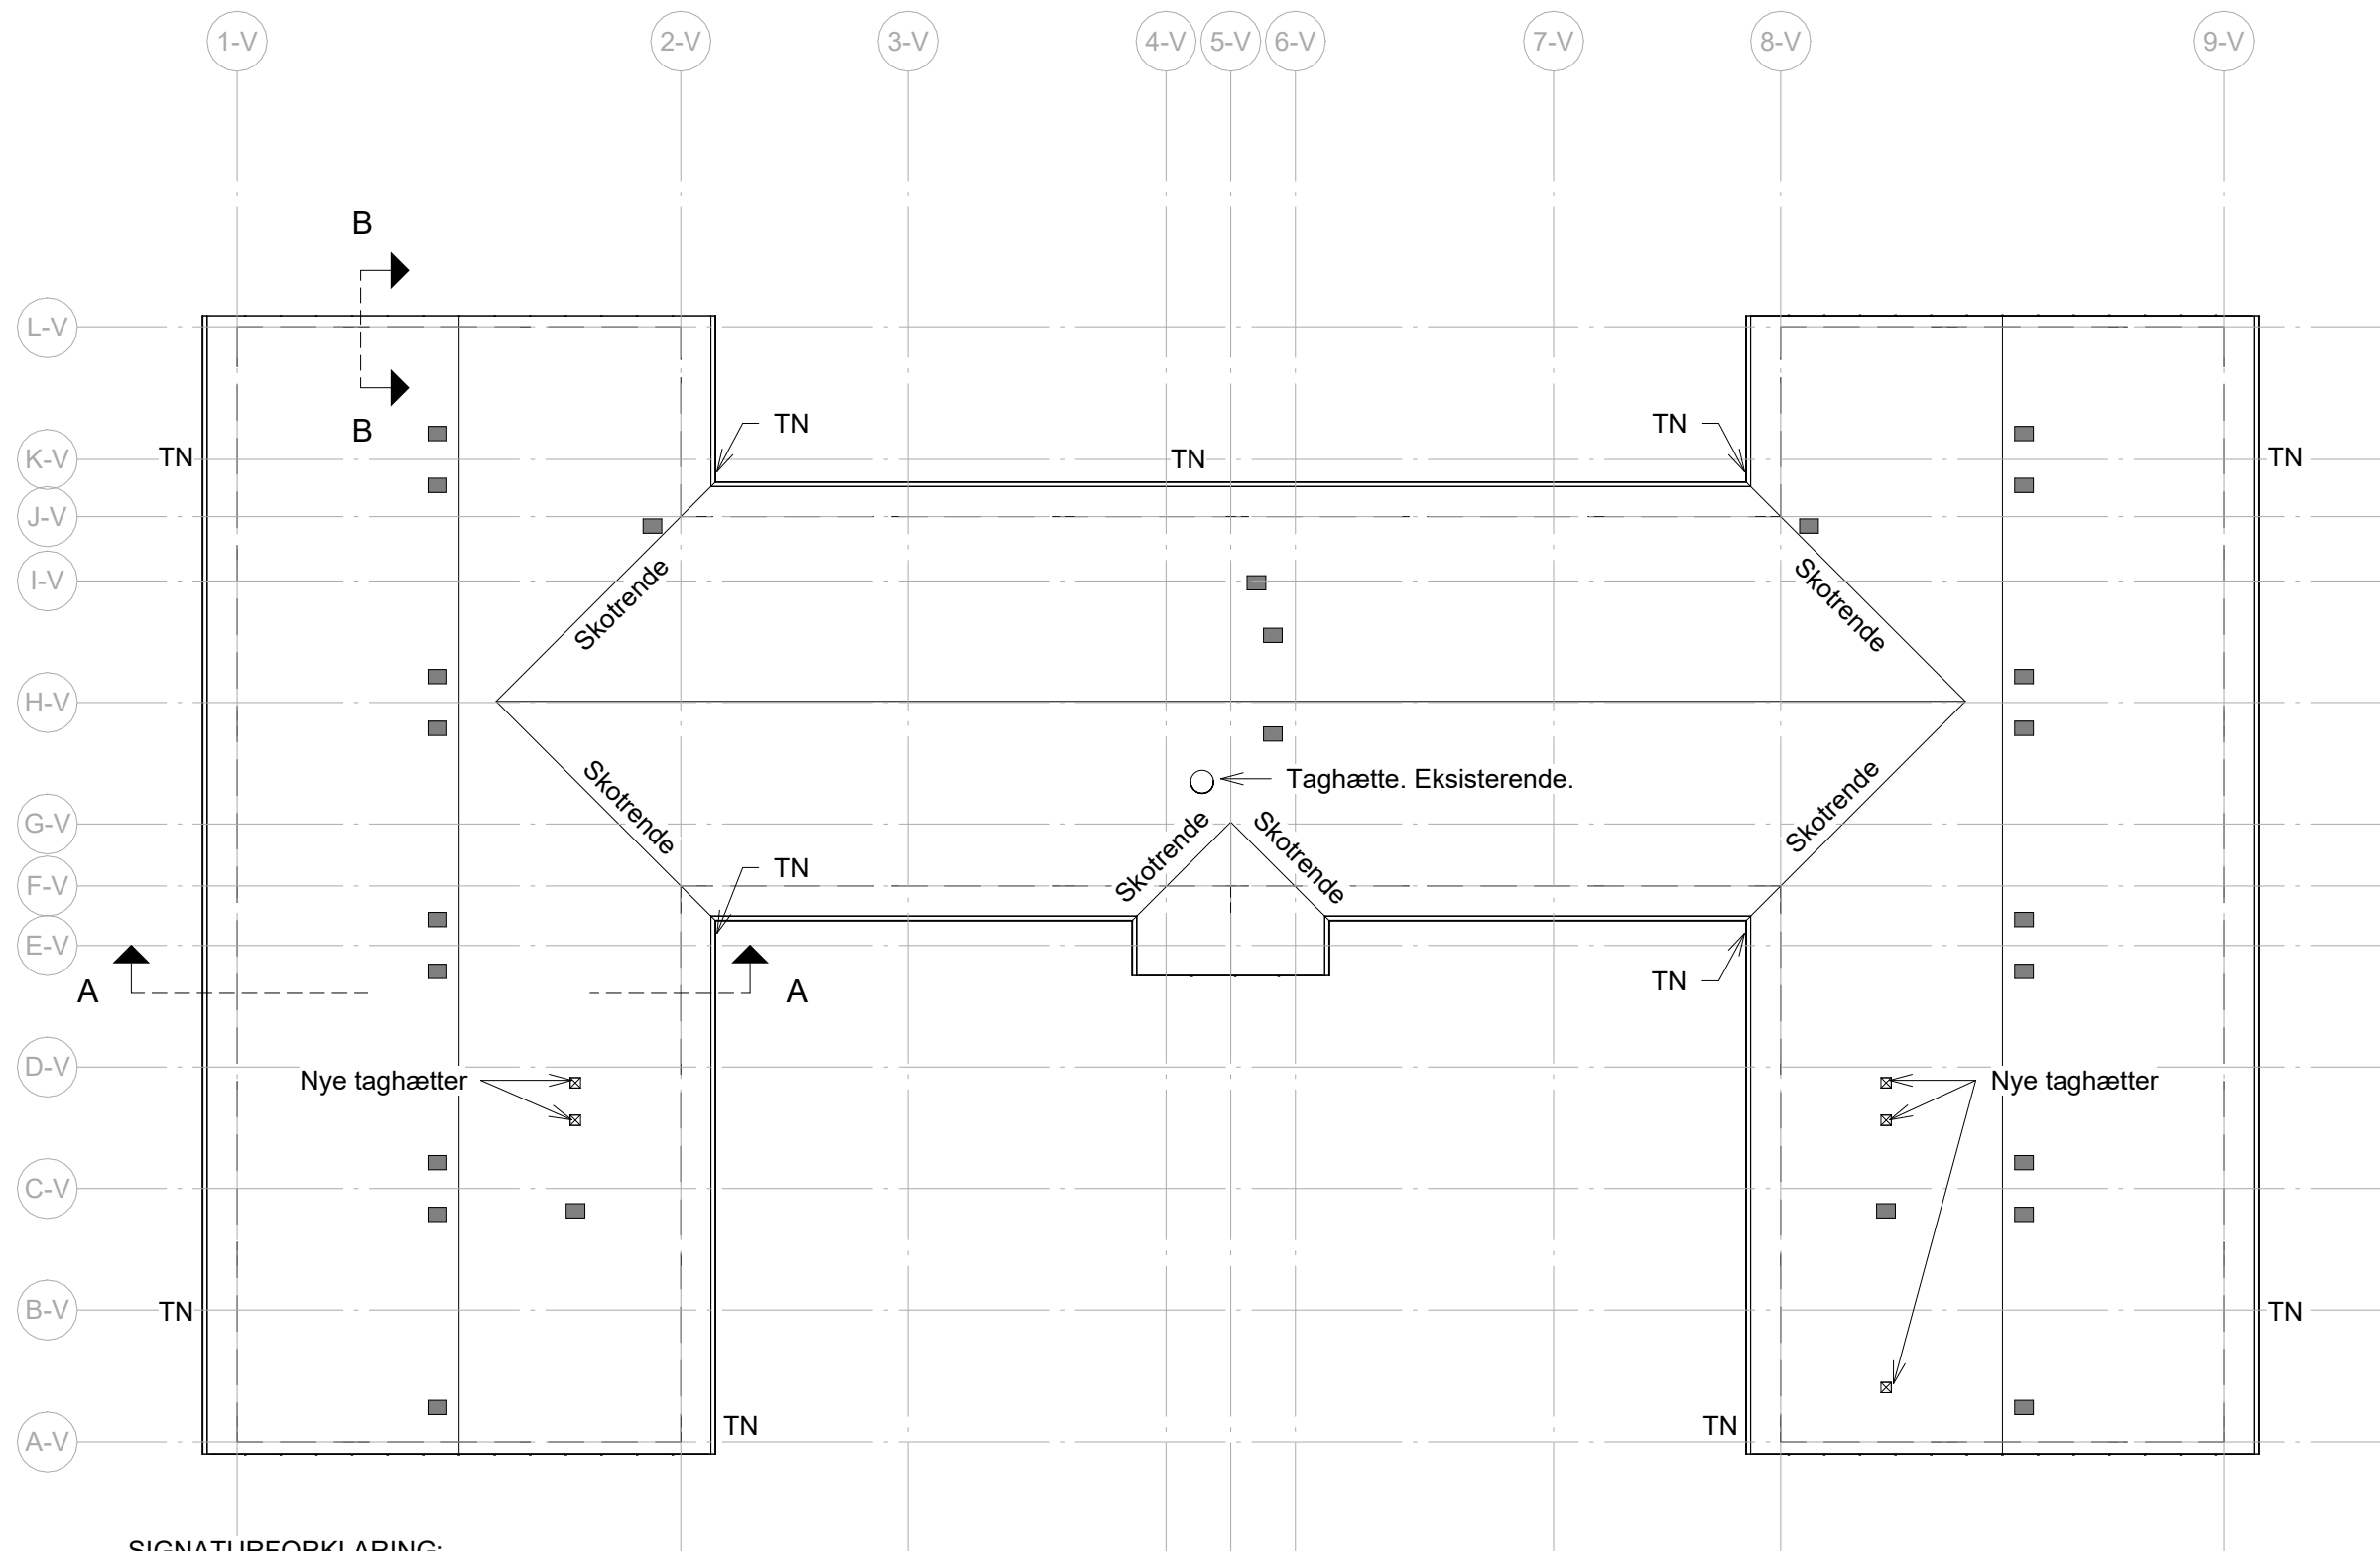 1-V 2-V 3-V 4-V 5-V 6-V 7-V 8-V 9-V
B
L-V
TN TN
B
K-V TN TN TN
J-V
I-V
Skotrende Skotrende
H-V
Taghætte. Eksisterende.
Skotrende Skotrende Skotrende Skotrende
G-V
TN
F-V
E-V
TN
A A
D-V
Nye taghætter Nye taghætter
C-V
B-V TN TN
TN TN
A-V
SIGNATURFORKLARING: